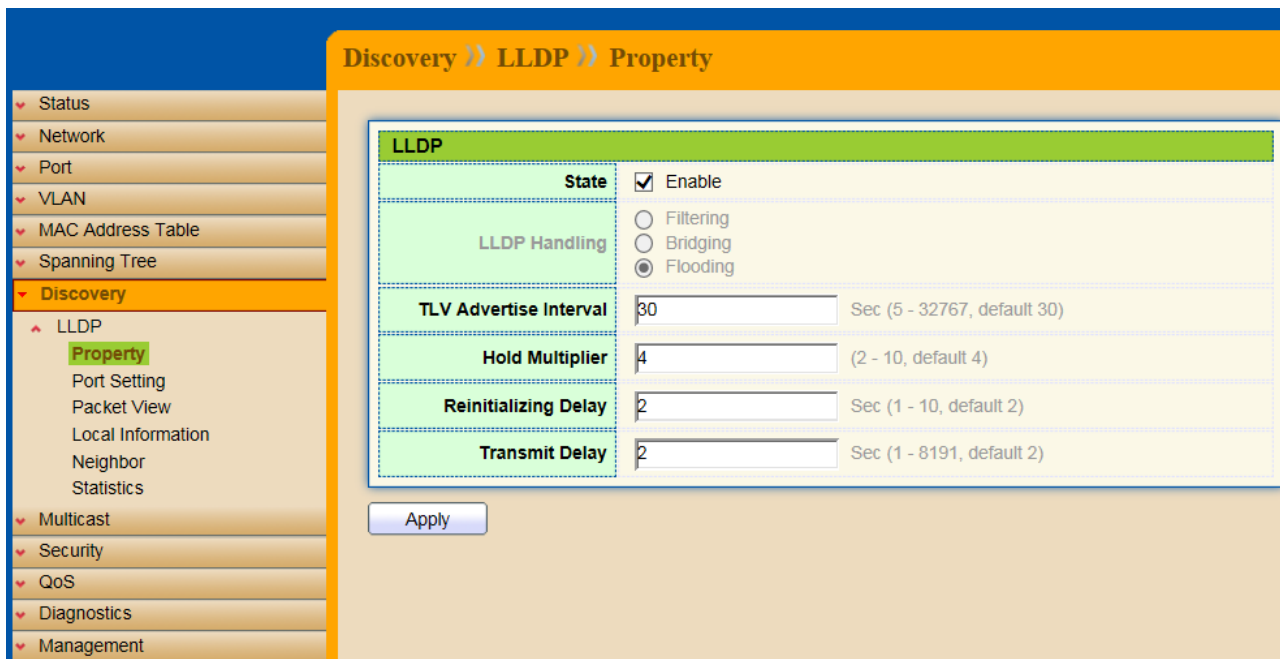 Discovery 》 LLDP 》 Property
Status
Network
Port
VLAN
MAC Address Table
Spanning Tree
Discovery
LLDP
Property
Port Setting
Packet View
Local Information
Neighbor
Statistics
Multicast
Security
QoS
Diagnostics
Management
LLDP
State Enable
LLDP Handling Filtering
Bridging
Flooding
TLV Advertise Interval 30 Sec (5 - 32767, default 30)
Hold Multiplier 4 (2 - 10, default 4)
Reinitializing Delay 2 Sec (1 - 10, default 2)
Transmit Delay 2 Sec (1 - 8191, default 2)
Apply